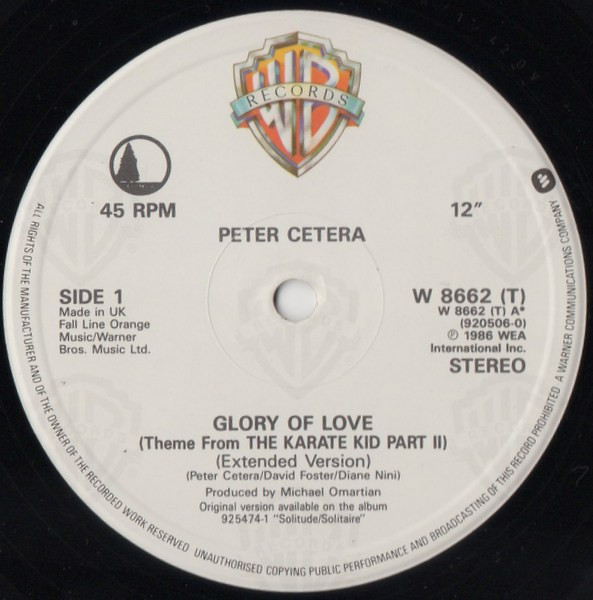 WB
RECORDS
45 RPM
12"
PETER CETERA
SIDE 1
Made in UK
Fall Line Orange
Music/Warner
Bros. Music Ltd.
W 8662 (T)
W 8662 (T) A*
(920506-0)
℗ 1986 WEA
International Inc.
STEREO
GLORY OF LOVE
(Theme From THE KARATE KID PART II)
(Extended Version)
(Peter Cetera/David Foster/Diane Nini)
Produced by Michael Omartian
Original version available on the album
925474-1 "Solitude/Solitaire"
ALL RIGHTS OF THE MANUFACTURER AND OF THE OWNER OF THE RECORDED WORK RESERVED UNAUTHORISED COPYING PUBLIC PERFORMANCE AND BROADCASTING OF THIS RECORD PROHIBITED A WARNER COMMUNICATIONS COMPANY